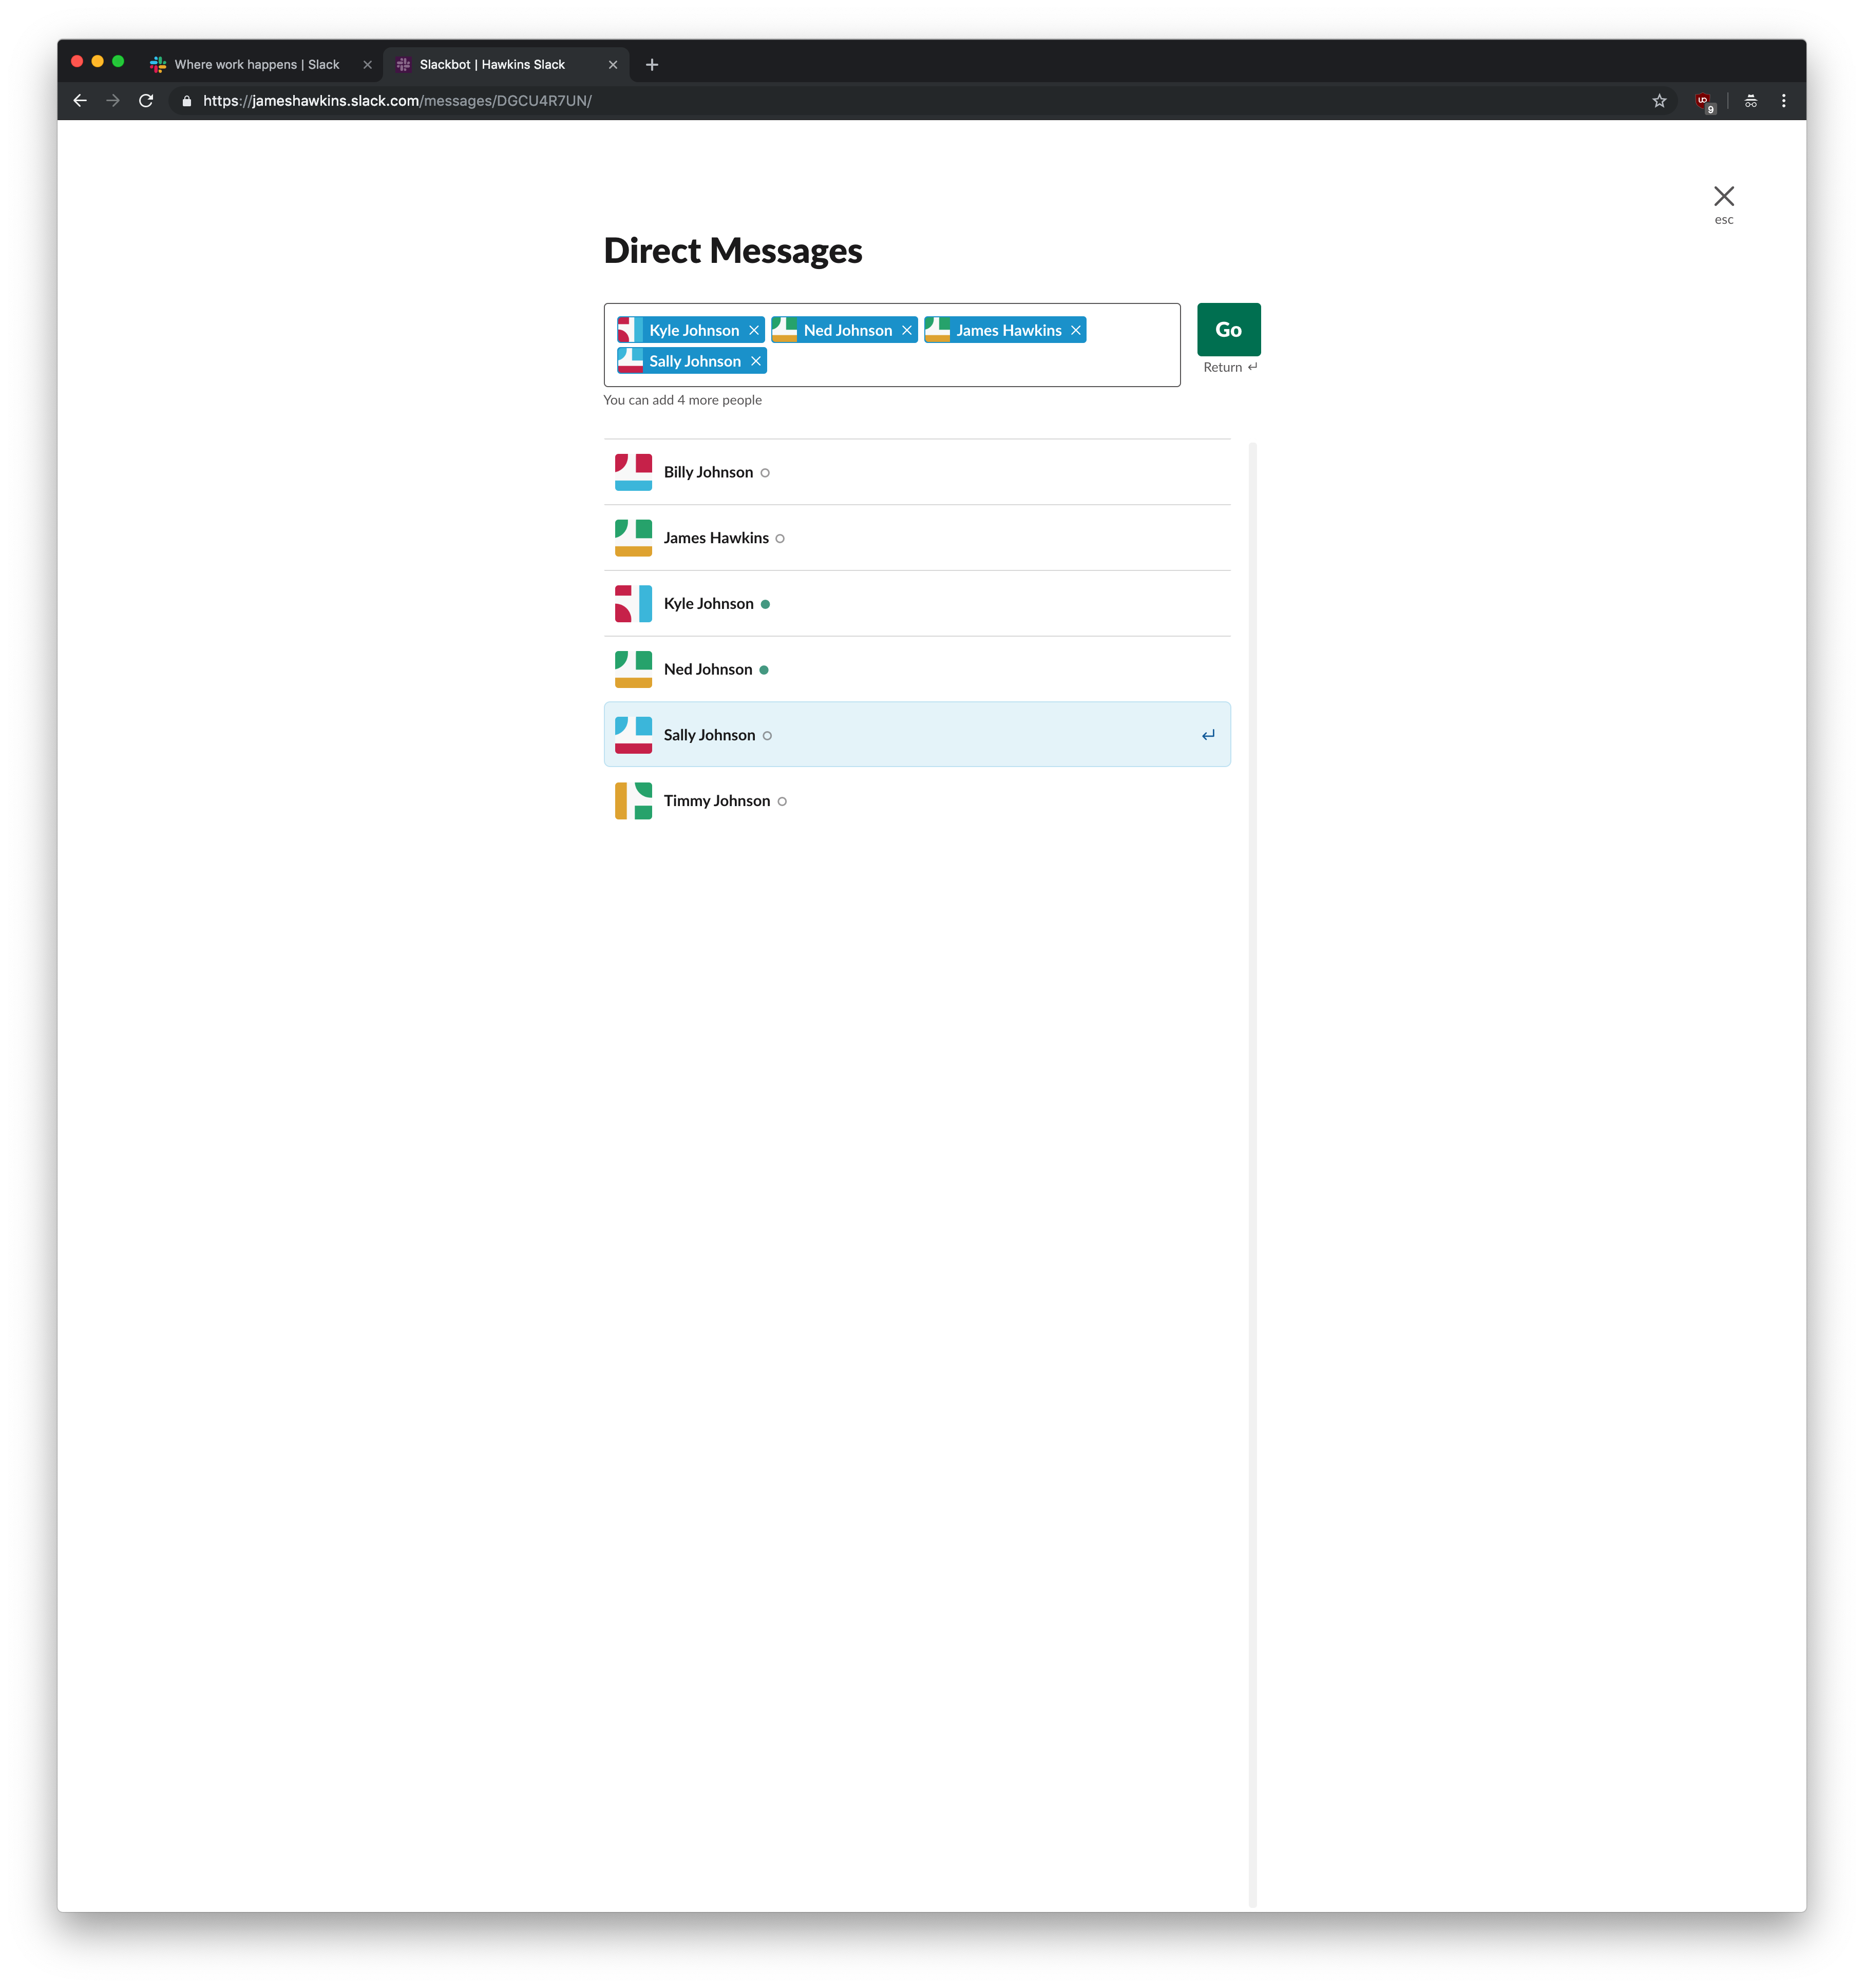 Where work happens | Slack
Slackbot | Hawkins Slack
https://jameshawkins.slack.com/messages/DGCU4R7UN/
9
esc
Direct Messages
Kyle Johnson Ned Johnson James Hawkins
Sally Johnson
Go
Return
You can add 4 more people
Billy Johnson
James Hawkins
Kyle Johnson
Ned Johnson
Sally Johnson
Timmy Johnson